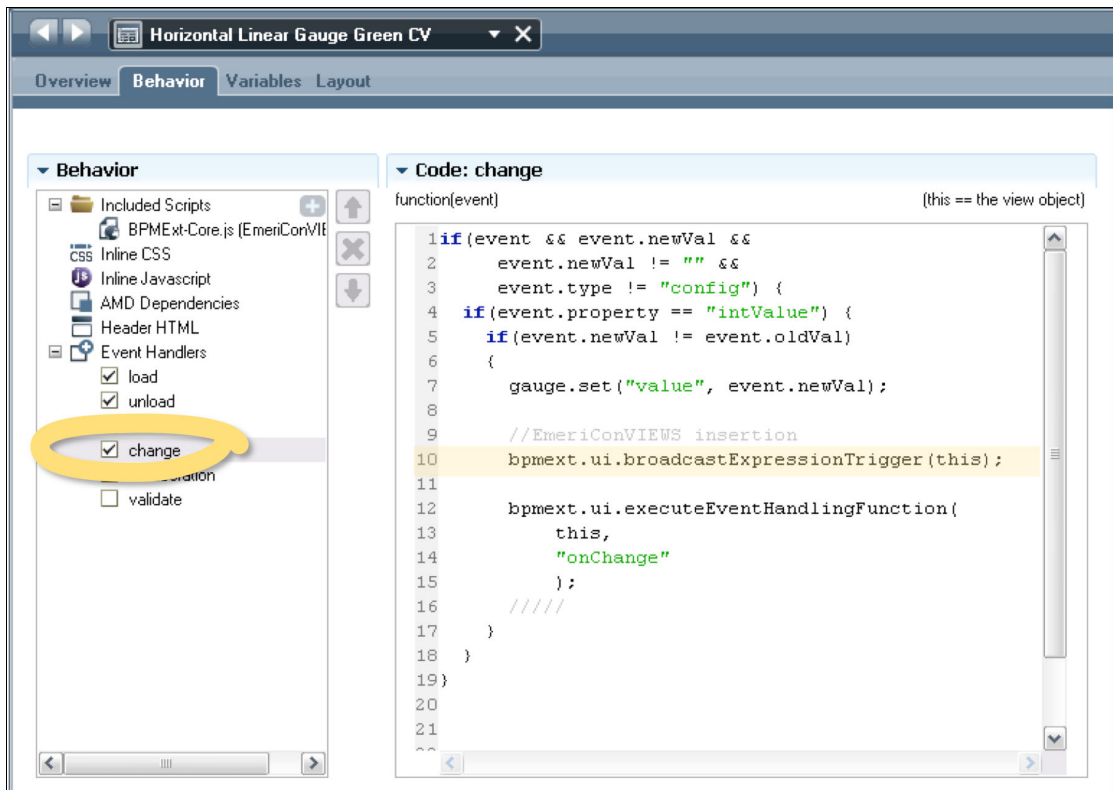 Horizontal Linear Gauge Green CV
Overview Behavior Variables Layout
Behavior
Included Scripts
BPMExt-Core.js (EmeriConVIE
css Inline CSS
JS Inline Javascript
AMD Dependencies
Header HTML
Event Handlers
load
unload
change
validate
Code: change
function(event) (this == the view object)
1 if(event && event.newVal &&
2 event.newVal != "" &&
3 event.type != "config") {
4 if(event.property == "intValue") {
5 if(event.newVal != event.oldVal)
6 {
7 gauge.set("value", event.newVal);
8
9 //EmeriConVIEWS insertion
10 bpmext.ui.broadcastExpressionTrigger(this);
11
12 bpmext.ui.executeEventHandlingFunction(
13 this,
14 "onChange"
15 );
16 /////
17 }
18 }
19 }
20
21